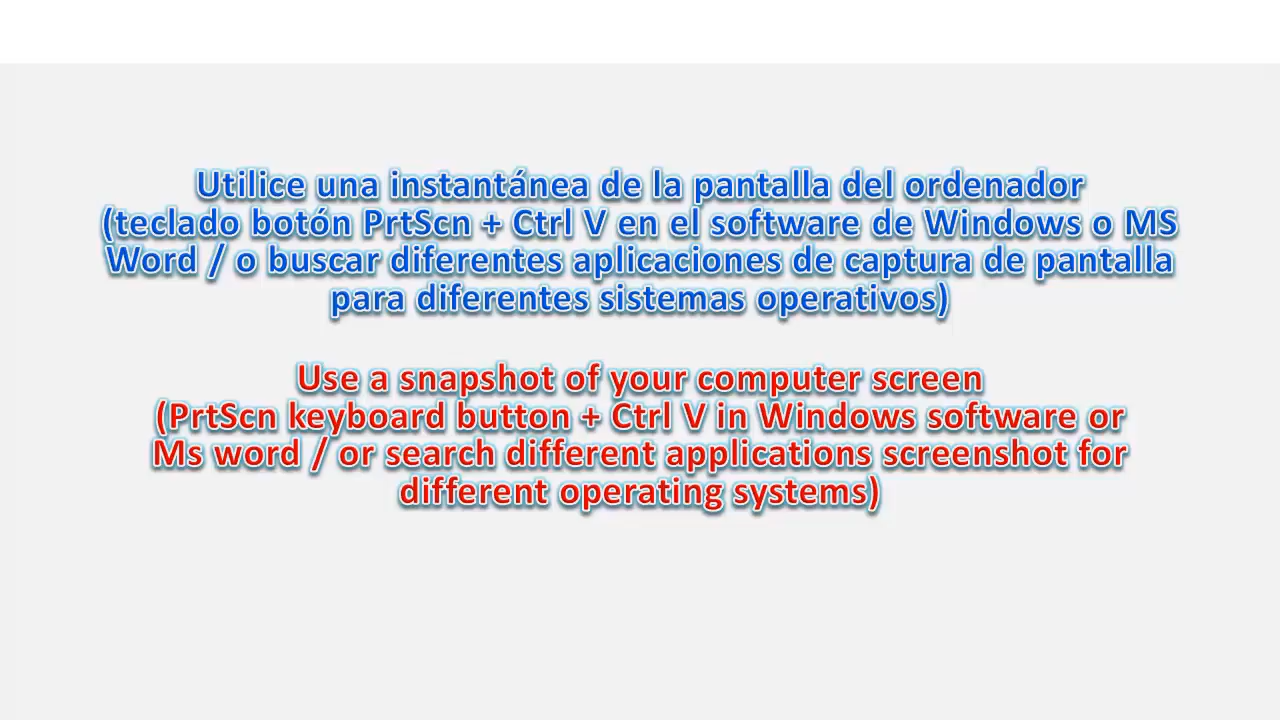 Utilice una instantánea de la pantalla del ordenador
(teclado botón PrtScn + Ctrl V en el software de Windows o MS
Word / o buscar diferentes aplicaciones de captura de pantalla
para diferentes sistemas operativos)
Use a snapshot of your computer screen
(PrtScn keyboard button + Ctrl V in Windows software or
Ms word / or search different applications screenshot for
different operating systems)